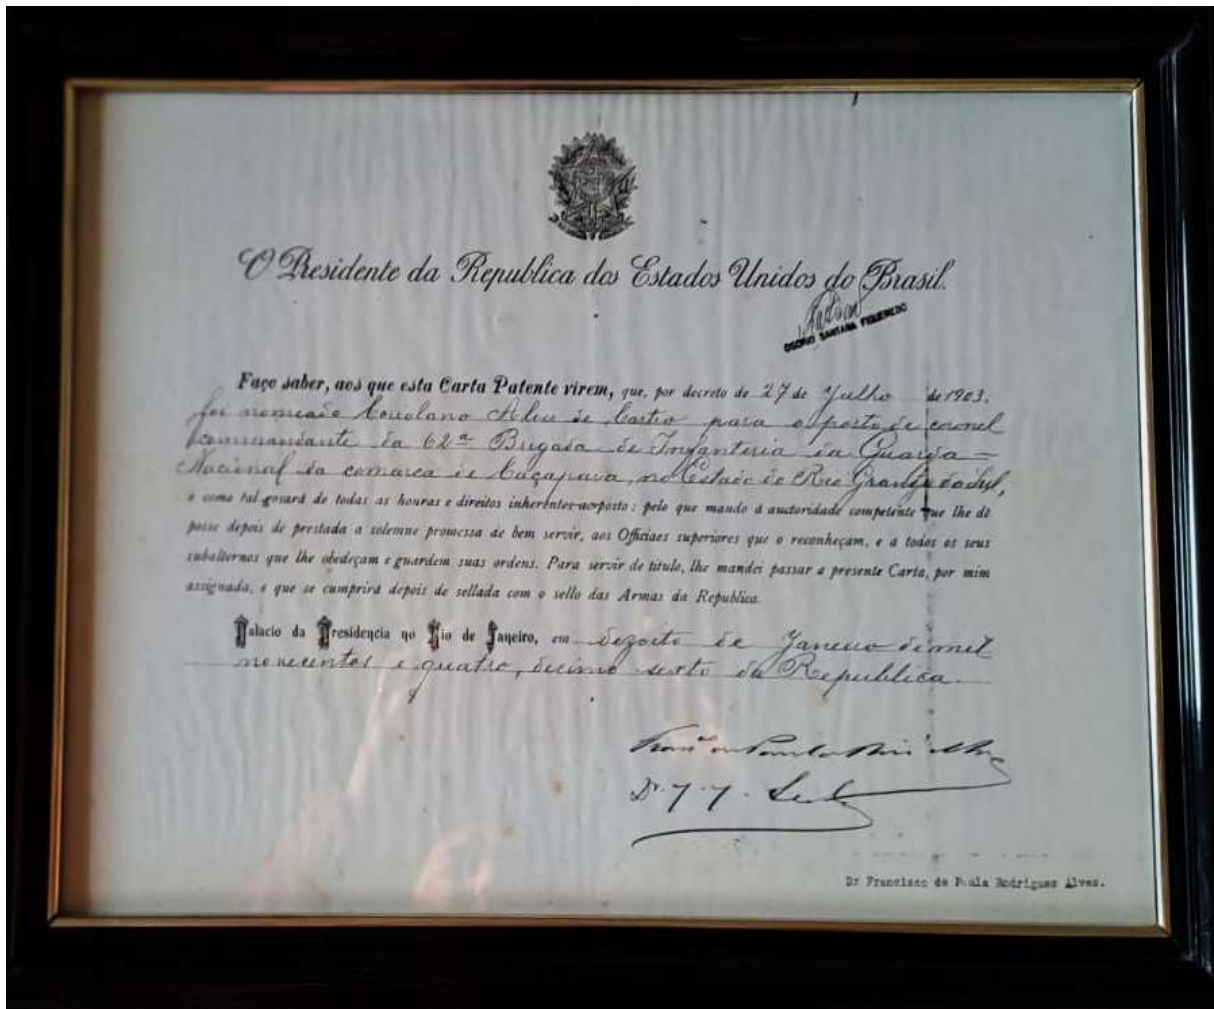 O Presidente da Republica dos Estados Unidos do Brasil.
OSORIO SANTANA FIGUEIREDO
Faço saber, aos que esta Carta Patente virem, que, por decreto de 27 de Julho de 1903,
foi nomeado Coriolano Alves de Castro para o posto de coronel
commandante da 62ª Brigada de Infanteria da Guarda-
Nacional da comarca de Caçapava, no Estado do Rio Grande do Sul,
e como tal gosará de todas as honras e direitos inherentes ao posto; pelo que mando á auctoridade competente que lhe dê
posse depois de prestada a solemne promessa de bem servir, aos Officiaes superiores que o reconheçam, e a todos os seus
subalternos que lhe obedeçam e guardem suas ordens. Para servir de titulo, lhe mandei passar a presente Carta, por mim
assignada, e que se cumprirá depois de sellada com o sello das Armas da Republica.
Palacio da Presidencia no Rio de Janeiro, em dezoito de Janeiro de mil
novecentos e quatro, decimo sexto da Republica.
Dr. J. J.
Dr Francisco de Paula Rodrigues Alves.